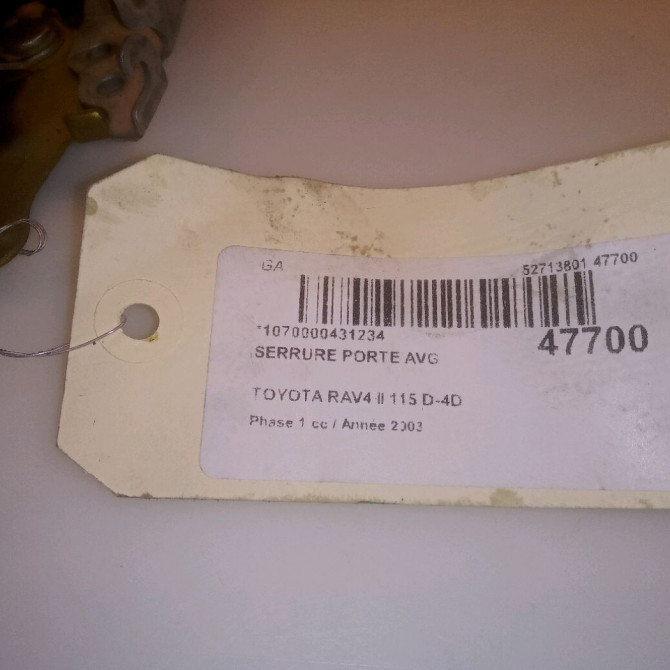 GA 52713801 47700
*1070000431234
47700
SERRURE PORTE AVG
TOYOTA RAV4 II 115 D-4D
Phase 1 cc / Année 2003